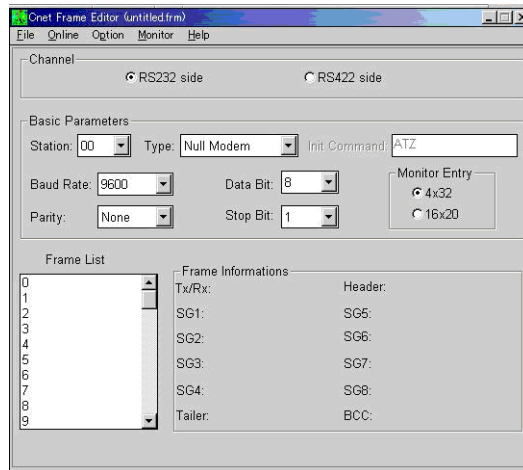 Cnet Frame Editor (untitled.frm)
File Online Option Monitor Help
Channel
RS232 side RS422 side
Basic Parameters
Station: 00 Type: Null Modem Init Command: ATZ
Monitor Entry
Baud Rate: 9600 Data Bit: 8
4x32
Parity: None Stop Bit: 1
16x20
Frame List
Frame Informations
0
1
2
3
4
5
6
7
8
9
Tx/Rx: Header:
SG1: SG5:
SG2: SG6:
SG3: SG7:
SG4: SG8:
Tailer: BCC: